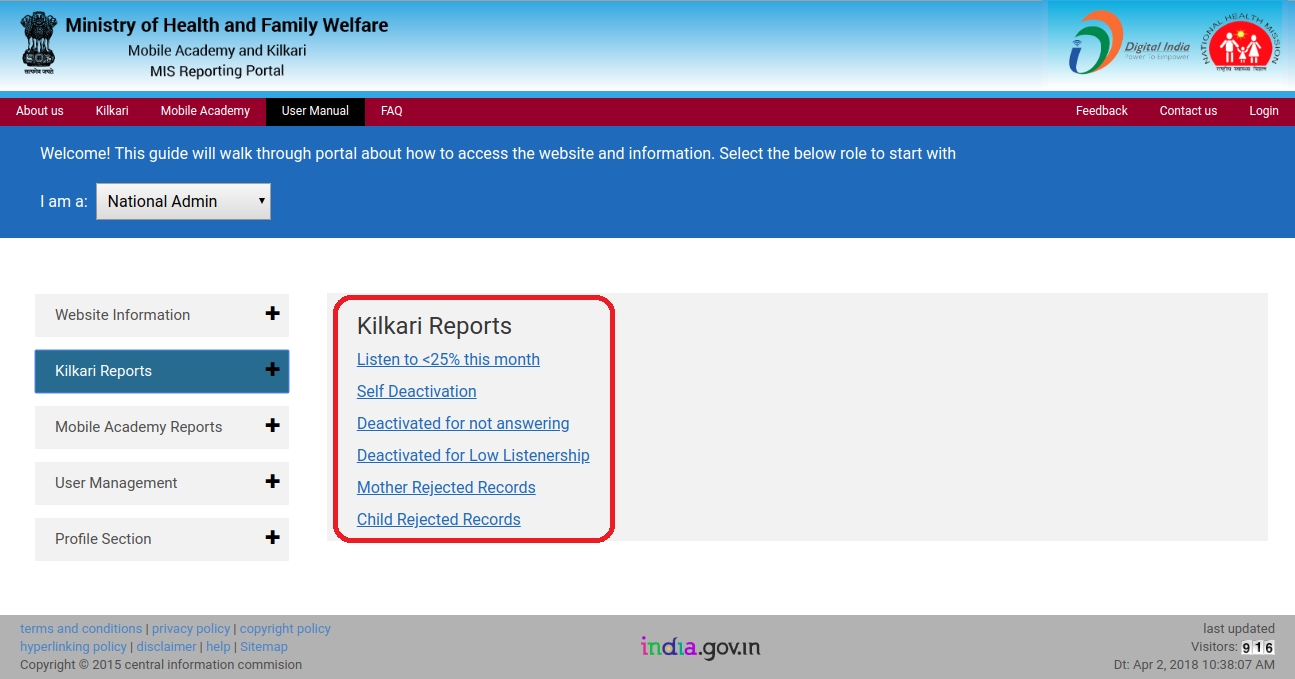 Ministry of Health and Family Welfare
Mobile Academy and Kilkari
MIS Reporting Portal
सत्यमेव जयते
Digital India
Power To Empower
NATIONAL HEALTH MISSION
About us
Kilkari
Mobile Academy
User Manual
FAQ
Feedback
Contact us
Login
Welcome! This guide will walk through portal about how to access the website and information. Select the below role to start with
I am a: National Admin
Website Information
Kilkari Reports
Mobile Academy Reports
User Management
Profile Section
Kilkari Reports
Listen to <25% this month
Self Deactivation
Deactivated for not answering
Deactivated for Low Listenership
Mother Rejected Records
Child Rejected Records
terms and conditions | privacy policy | copyright policy
hyperlinking policy | disclaimer | help | Sitemap
Copyright © 2015 central information commision
india.gov.in
last updated
Visitors: 916
Dt: Apr 2, 2018 10:38:07 AM